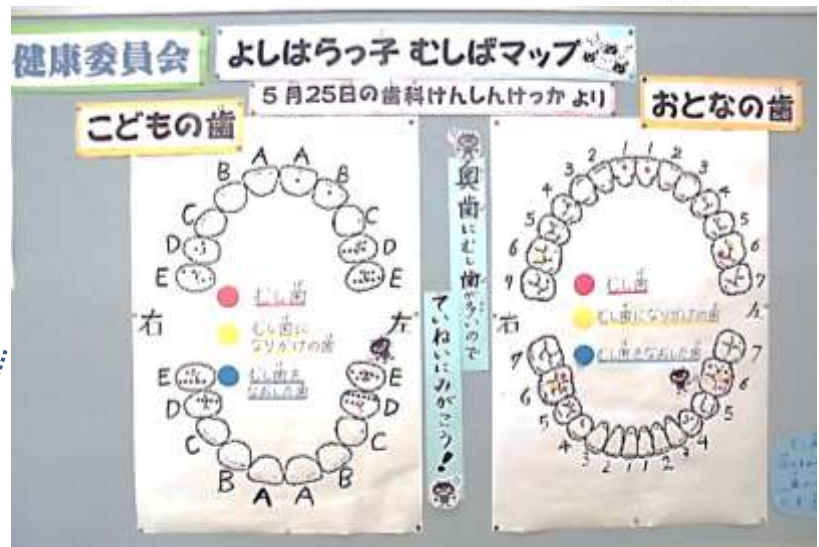 健康委員会
よしはらっ子 むしばマップ
5月25日の歯科けんしんけっか より
こどもの歯
おとなの歯
A A
B B
C C
D D
E E
むし歯
むし歯に
なりかけの歯
むし歯を
なおした歯
右
左
E E
D D
C C
B B
A A
奥歯にむし歯が多いので
ていねいにみがこう!
1 1
2 2
3 3
4 4
5 5
6 6
7 7
むし歯
むし歯になりかけの歯
むし歯をなおした歯
右
左
7 7
6 6
5 5
4 4
3 3
2 1 1 2